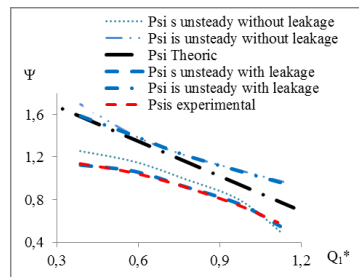 Psi s unsteady without leakage
Psi is unsteady without leakage
Psi Theoric
Psi s unsteady with leakage
Psi is unsteady with leakage
Psis experimental
Ψ
1,6
1,2
0,8
0,4
0,3
0,6
0,9
1,2
Q1*